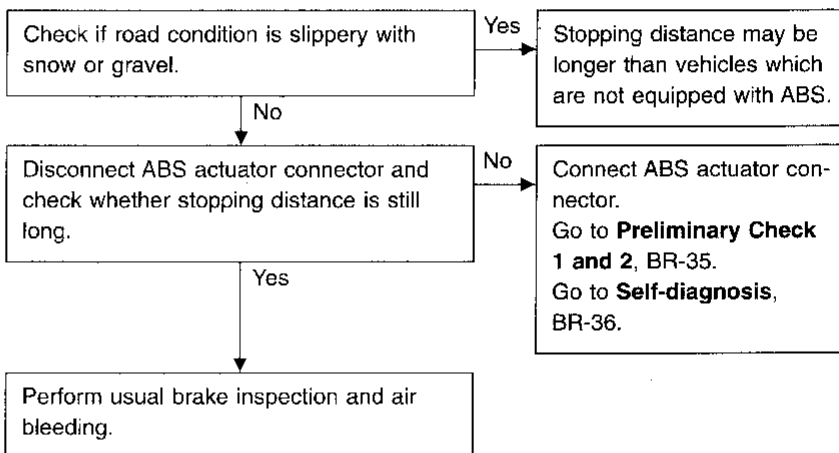 Check if road condition is slippery with
snow or gravel.
Yes
Stopping distance may be
longer than vehicles which
are not equipped with ABS.
No
Disconnect ABS actuator connector and
check whether stopping distance is still
long.
No
Connect ABS actuator con-
nector.
Go to Preliminary Check
1 and 2, BR-35.
Go to Self-diagnosis,
BR-36.
Yes
Perform usual brake inspection and air
bleeding.